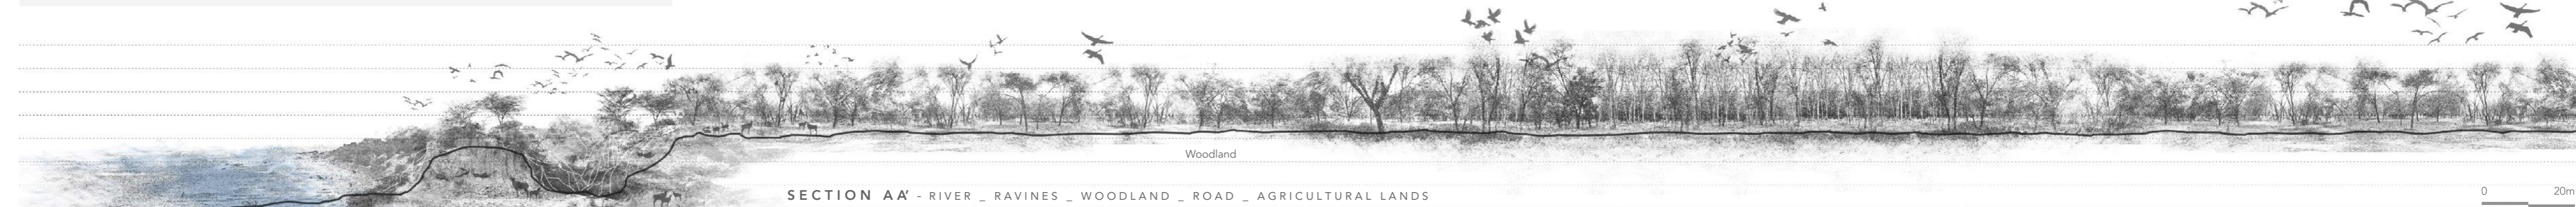 Woodland
SECTION AA’ - RIVER _ RAVINES _ WOODLAND _ ROAD _ AGRICULTURAL LANDS
0 20m